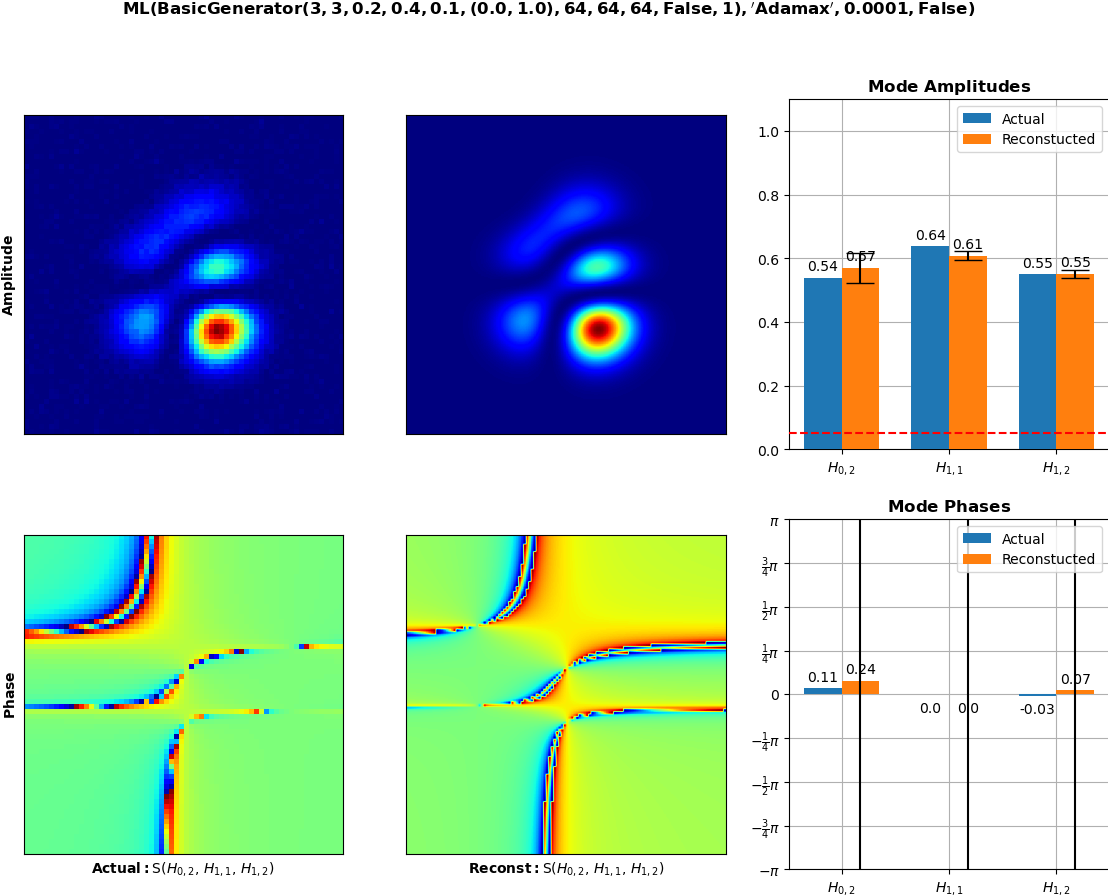 ML(BasicGenerator(3, 3, 0.2, 0.4, 0.1, (0.0, 1.0), 64, 64, 64, False, 1), ′Adamax′, 0.0001, False)
Amplitude
Mode Amplitudes
Actual
Reconstucted
1.0
0.8
0.6
0.4
0.2
0.0
0.54
0.57
0.64
0.61
0.55
0.55
H0, 2
H1, 1
H1, 2
Phase
Actual: S(H0, 2, H1, 1, H1, 2)
Reconst: S(H0, 2, H1, 1, H1, 2)
Mode Phases
Actual
Reconstucted
π
3/4π
1/2π
1/4π
0
−1/4π
−1/2π
−3/4π
−π
0.11
0.24
0.0
0.0
-0.03
0.07
H0, 2
H1, 1
H1, 2